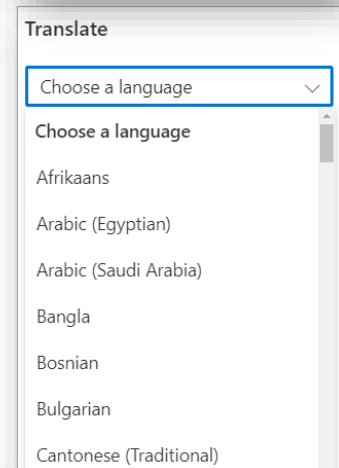 Translate
Choose a language
Choose a language
Afrikaans
Arabic (Egyptian)
Arabic (Saudi Arabia)
Bangla
Bosnian
Bulgarian
Cantonese (Traditional)